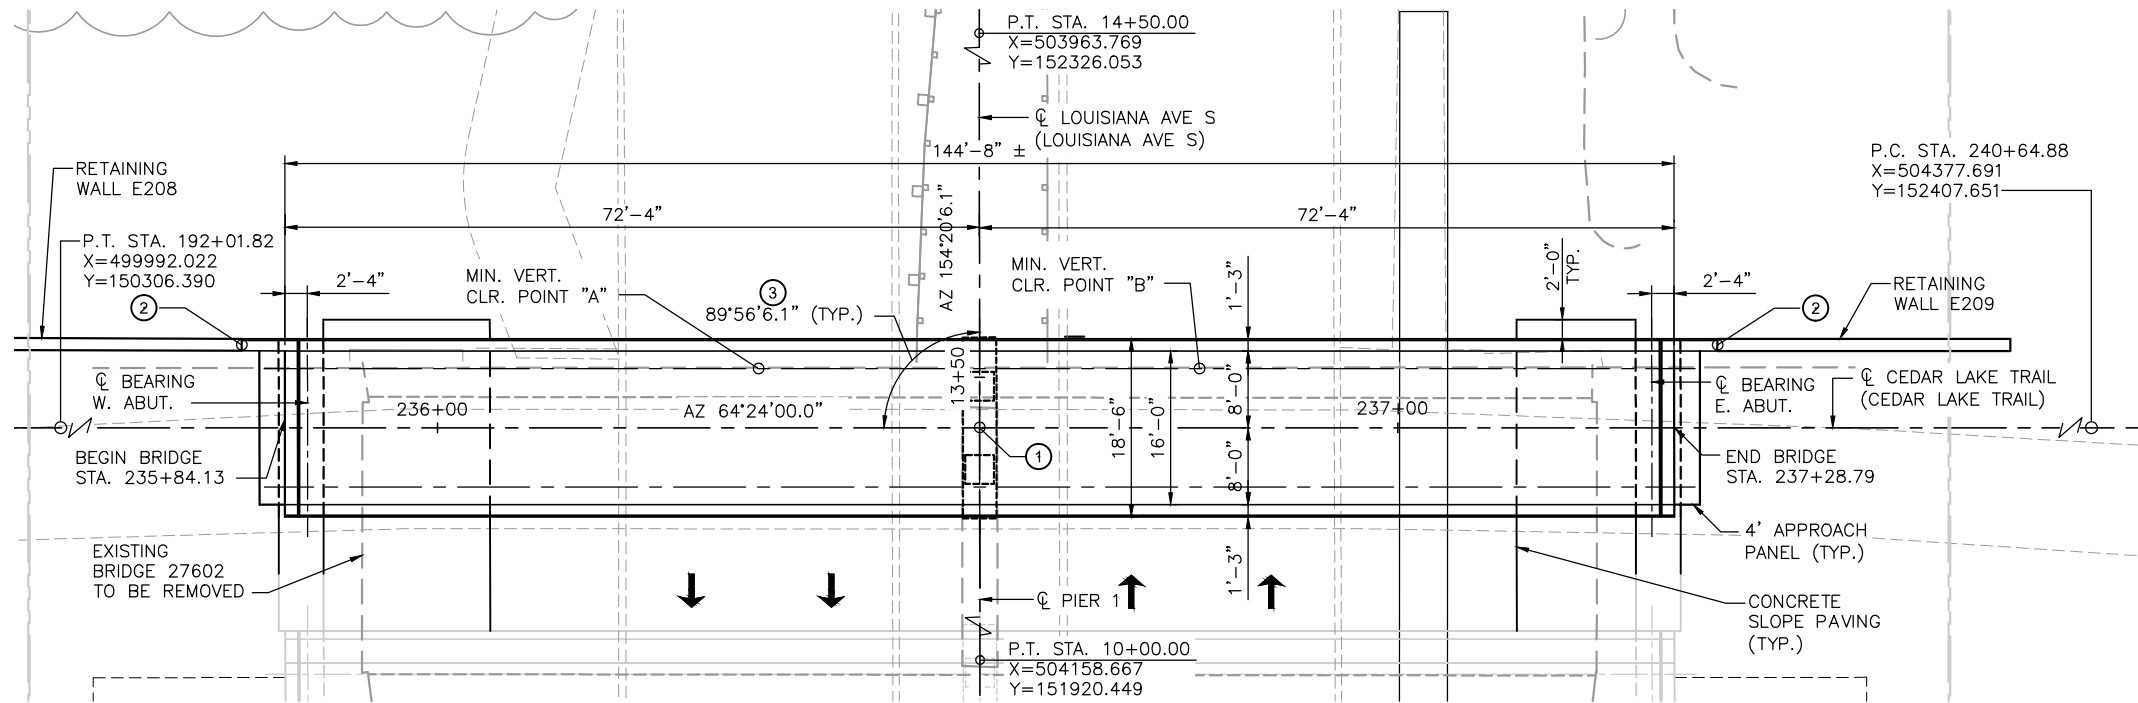 P.T. STA. 14+50.00
X=503963.769
Y=152326.053
℄ LOUISIANA AVE S
(LOUISIANA AVE S)
144'-8" ±
RETAINING
WALL E208
P.C. STA. 240+64.88
X=504377.691
Y=152407.651
72'-4"
72'-4"
AZ 154°20'6.1"
P.T. STA. 192+01.82
X=499992.022
Y=150306.390
2
2'-4"
MIN. VERT.
CLR. POINT "A"
3
89°56'6.1" (TYP.)
MIN. VERT.
CLR. POINT "B"
1'-3"
2'-0"
TYP.
2'-4"
2
RETAINING
WALL E209
℄ BEARING
W. ABUT.
236+00
AZ 64°24'00.0"
13+50
18'-6"
16'-0"
8'-0"
8'-0"
237+00
℄ BEARING
E. ABUT.
℄ CEDAR LAKE TRAIL
(CEDAR LAKE TRAIL)
BEGIN BRIDGE
STA. 235+84.13
1
END BRIDGE
STA. 237+28.79
EXISTING
BRIDGE 27602
TO BE REMOVED
℄ PIER 1
1'-3"
4' APPROACH
PANEL (TYP.)
CONCRETE
SLOPE PAVING
(TYP.)
P.T. STA. 10+00.00
X=504158.667
Y=151920.449